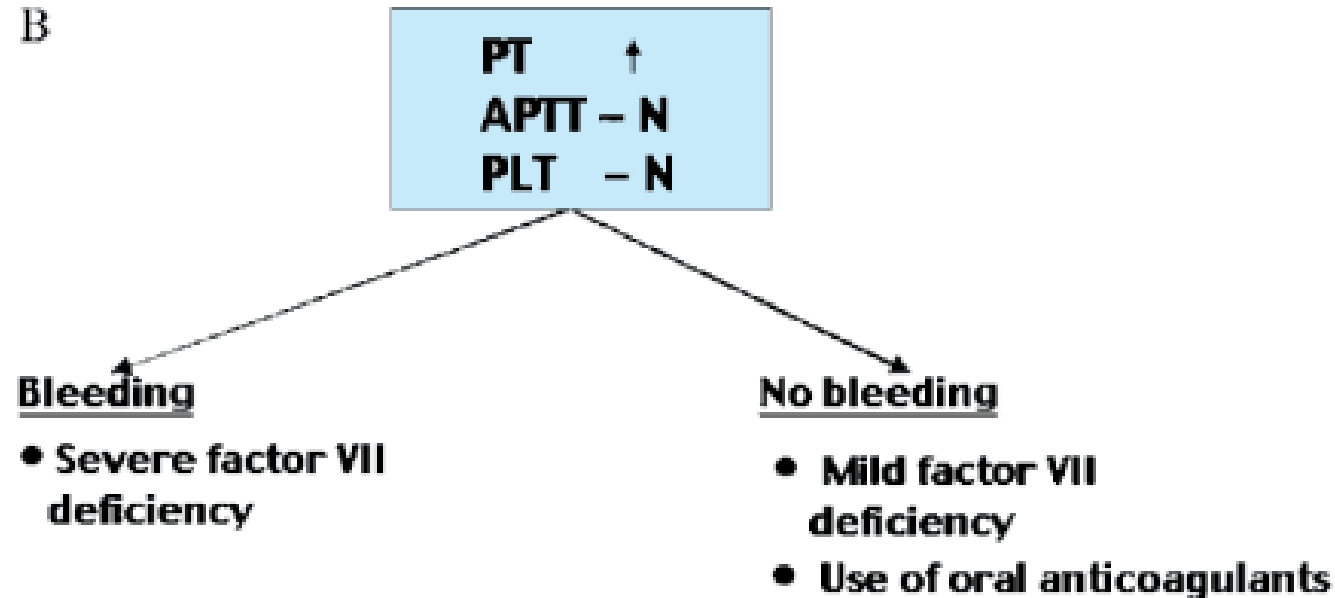 B
PT ↑
APTT – N
PLT – N
Bleeding
• Severe factor VII
deficiency
No bleeding
• Mild factor VII
deficiency
• Use of oral anticoagulants